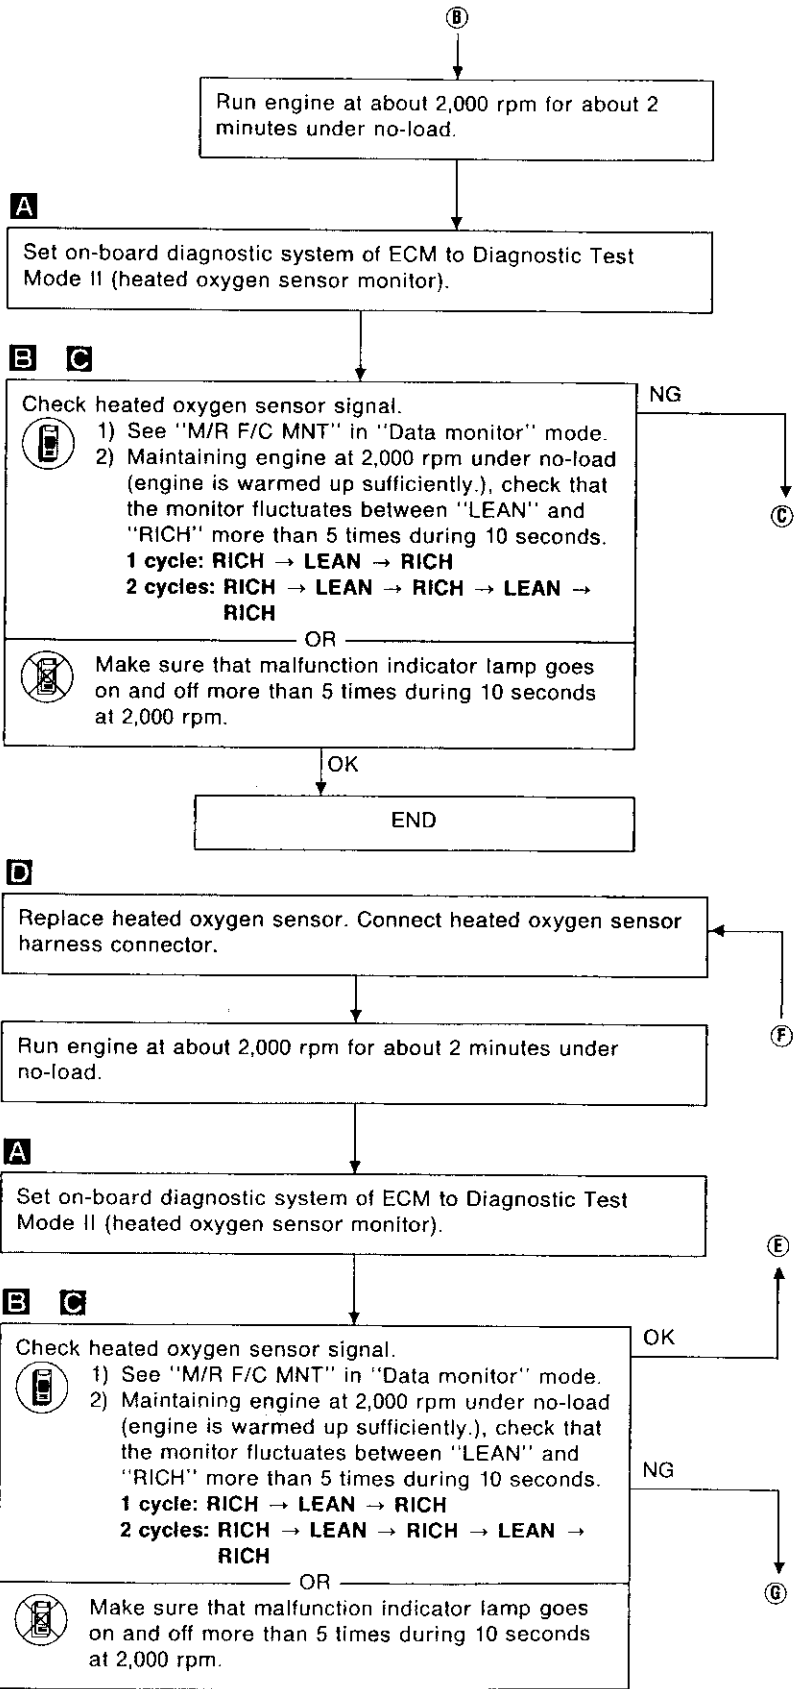 B
Run engine at about 2,000 rpm for about 2
minutes under no-load.
A
Set on-board diagnostic system of ECM to Diagnostic Test
Mode II (heated oxygen sensor monitor).
B C
NG
Check heated oxygen sensor signal.
1) See "M/R F/C MNT" in "Data monitor" mode.
2) Maintaining engine at 2,000 rpm under no-load
(engine is warmed up sufficiently.), check that
the monitor fluctuates between "LEAN" and
"RICH" more than 5 times during 10 seconds.
1 cycle: RICH → LEAN → RICH
2 cycles: RICH → LEAN → RICH → LEAN →
RICH
C
OR
Make sure that malfunction indicator lamp goes
on and off more than 5 times during 10 seconds
at 2,000 rpm.
OK
END
D
Replace heated oxygen sensor. Connect heated oxygen sensor
harness connector.
F
Run engine at about 2,000 rpm for about 2 minutes under
no-load.
A
Set on-board diagnostic system of ECM to Diagnostic Test
Mode II (heated oxygen sensor monitor).
E
B C
OK
Check heated oxygen sensor signal.
1) See "M/R F/C MNT" in "Data monitor" mode.
2) Maintaining engine at 2,000 rpm under no-load
(engine is warmed up sufficiently.), check that
the monitor fluctuates between "LEAN" and
"RICH" more than 5 times during 10 seconds.
NG
1 cycle: RICH → LEAN → RICH
2 cycles: RICH → LEAN → RICH → LEAN →
RICH
OR
G
Make sure that malfunction indicator lamp goes
on and off more than 5 times during 10 seconds
at 2,000 rpm.